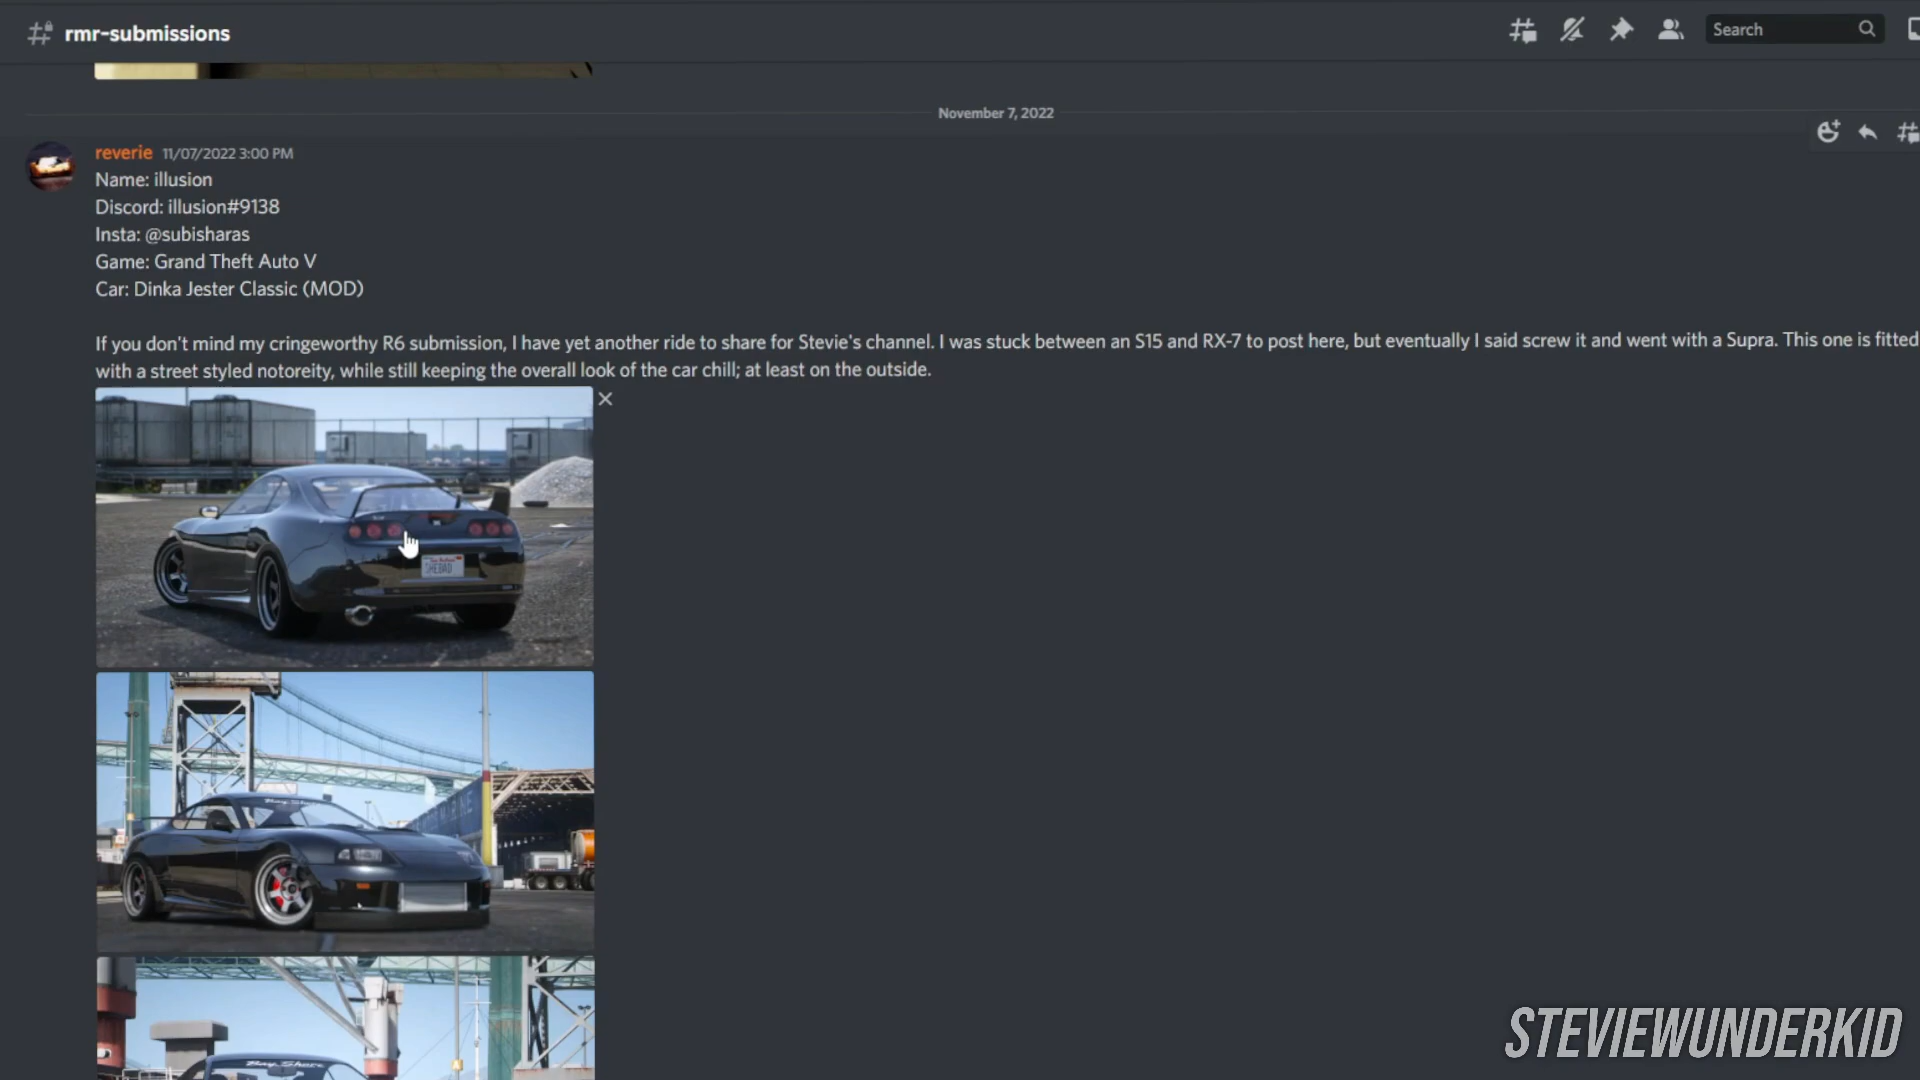 rmr-submissions
Search
November 7, 2022
reverie 11/07/2022 3:00 PM
Name: illusion
Discord: illusion#9138
Insta: @subisharas
Game: Grand Theft Auto V
Car: Dinka Jester Classic (MOD)
If you don't mind my cringeworthy R6 submission, I have yet another ride to share for Stevie's channel. I was stuck between an S15 and RX-7 to post here, but eventually I said screw it and went with a Supra. This one is fitted
with a street styled notoreity, while still keeping the overall look of the car chill; at least on the outside.
SHEBAD
Bay Shore
STEVIEWUNDERKID